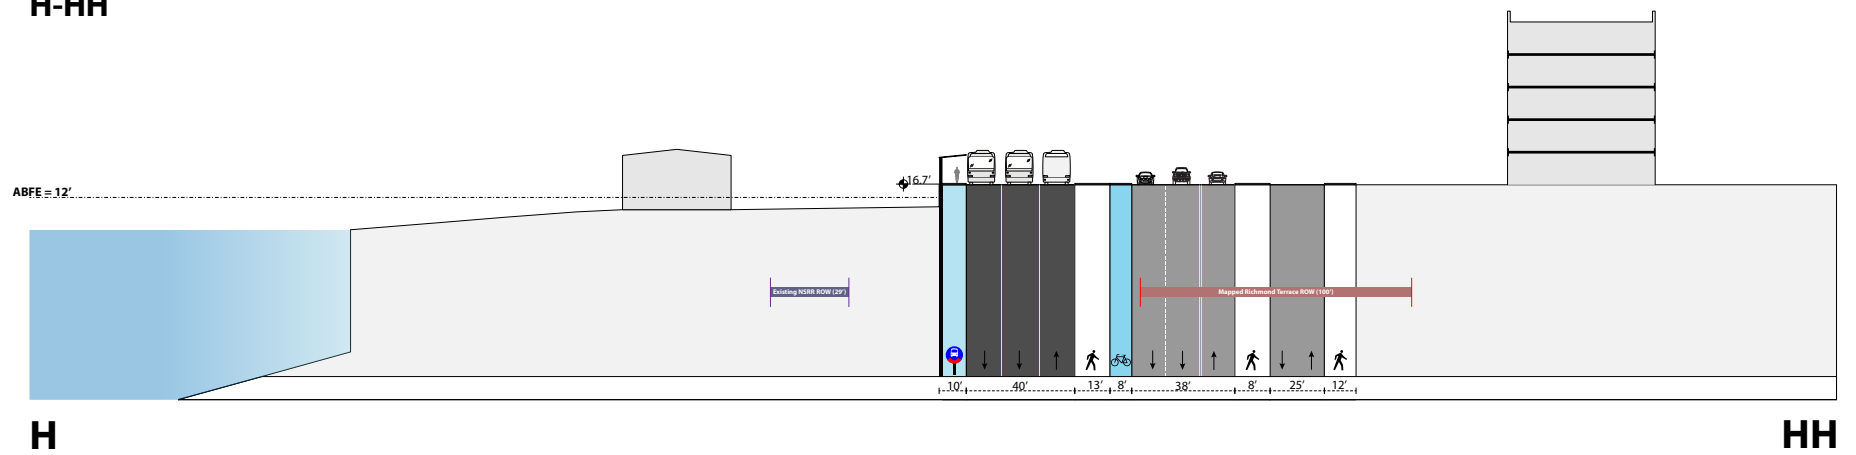 H-HH
16.7’
ABFE = 12’
Existing NSRR ROW (29’)
Mapped Richmond Terrace ROW (100’)
10’ 40’ 13’ 8’ 38’ 8’ 25’ 12’
H HH